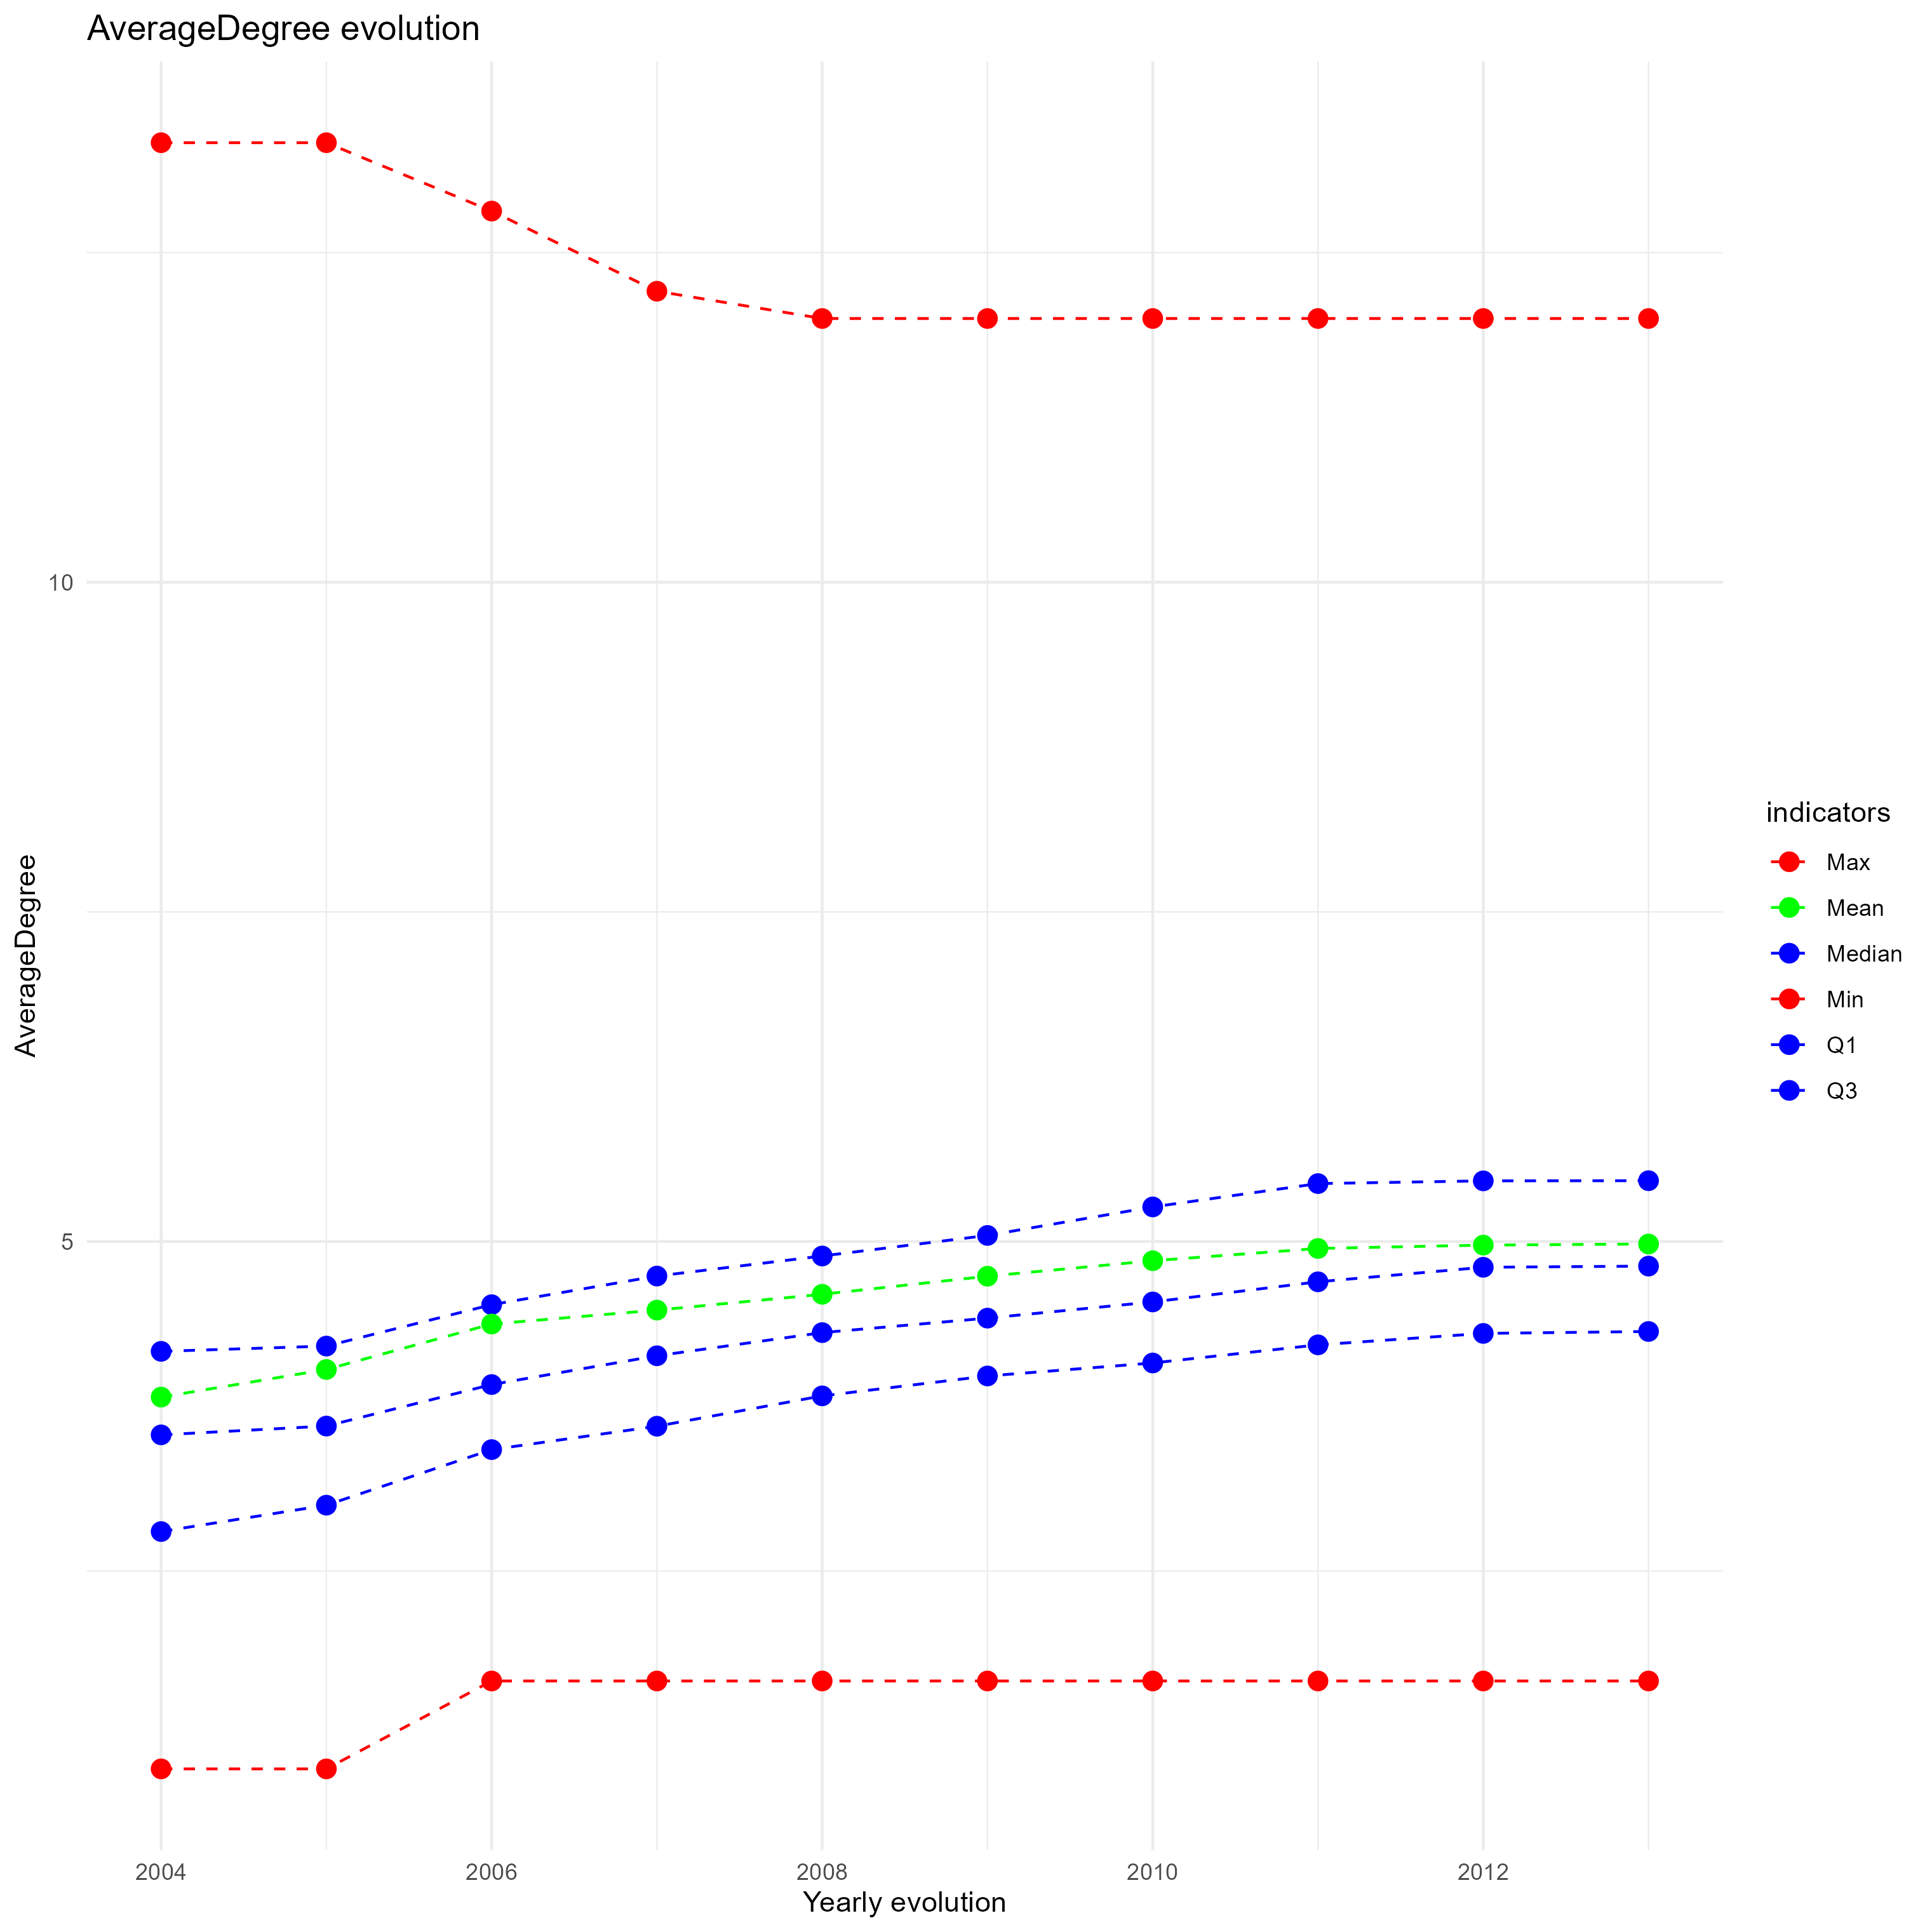 AverageDegree evolution
10
5
AverageDegree
2004
2006
2008
2010
2012
Yearly evolution
indicators
Max
Mean
Median
Min
Q1
Q3